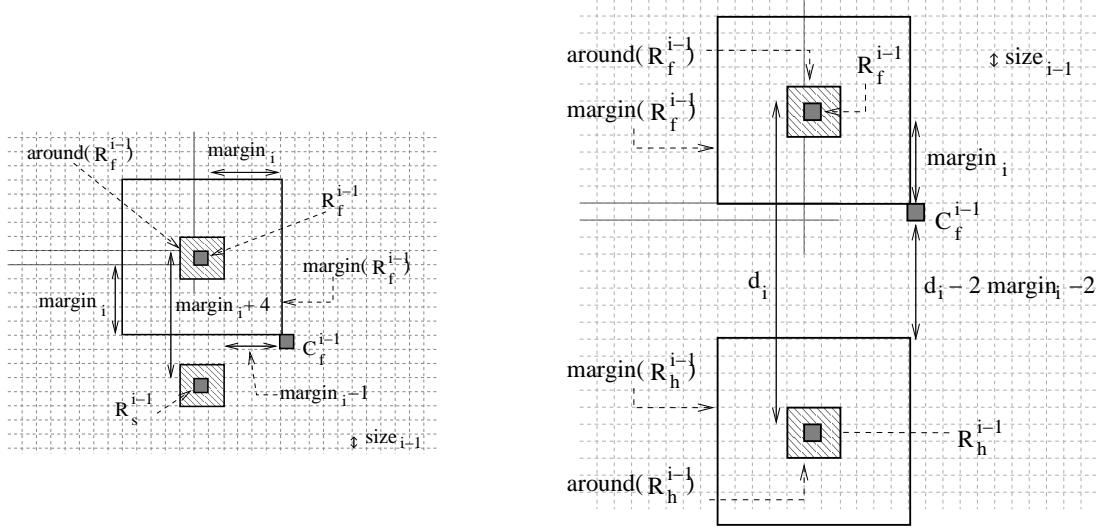 margin_i
around(R_f^{i-1})
R_f^{i-1}
margin(R_f^{i-1})
margin_i
margin_i+4
C_f^{i-1}
margin_i-1
R_s^{i-1}
size_{i-1}
around(R_f^{i-1})
R_f^{i-1}
size_{i-1}
margin(R_f^{i-1})
margin_i
C_f^{i-1}
d_i
d_i-2 margin_i-2
margin(R_h^{i-1})
R_h^{i-1}
around(R_h^{i-1})